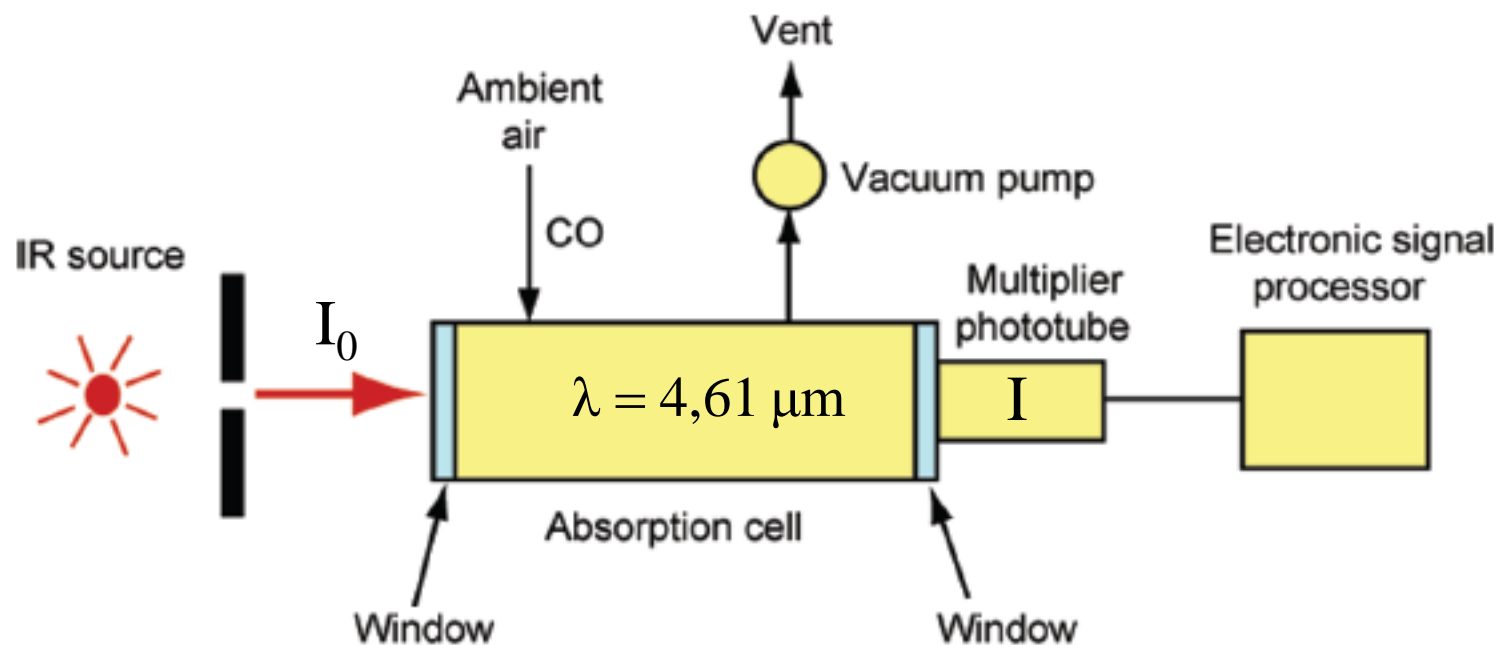 Vent
Ambient
air
Vacuum pump
CO
IR source
Electronic signal
processor
Multiplier
phototube
I₀
λ = 4,61 μm
I
Absorption cell
Window
Window